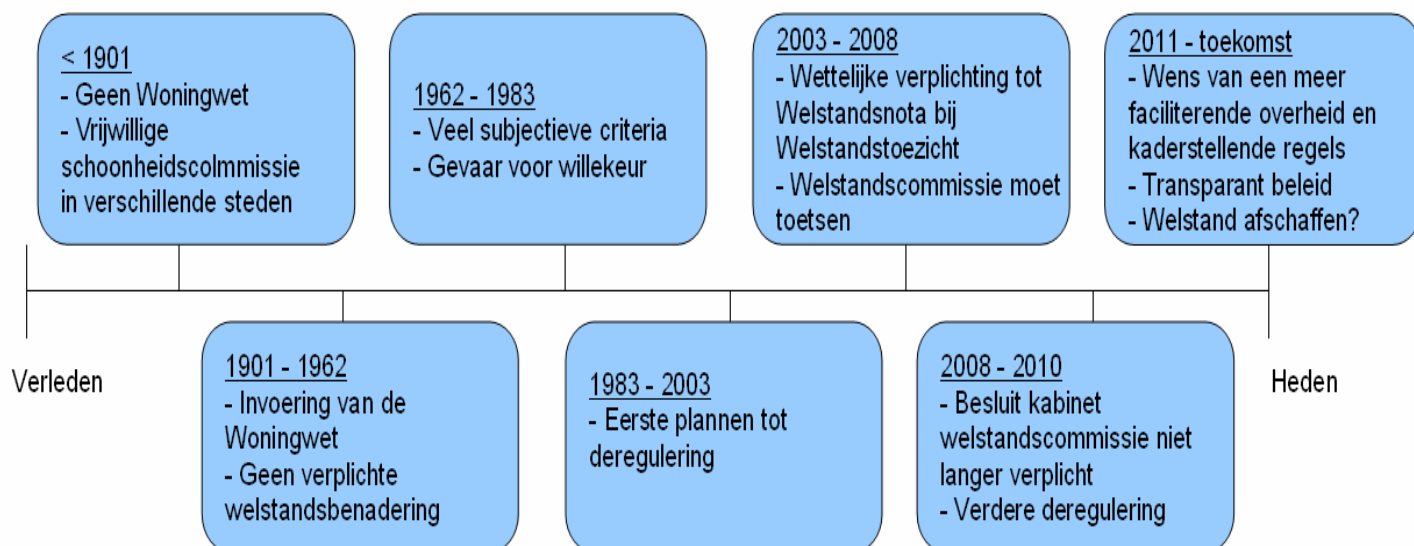 < 1901
- Geen Woningwet
- Vrijwillige
schoonheidscolmmissie
in verschillende steden
1962 - 1983
- Veel subjectieve criteria
- Gevaar voor willekeur
2003 - 2008
- Wettelijke verplichting tot
Welstandsnota bij
Welstandstoezicht
- Welstandscommissie moet
toetsen
2011 - toekomst
- Wens van een meer
faciliterende overheid en
kaderstellende regels
- Transparant beleid
- Welstand afschaffen?
Verleden
1901 - 1962
- Invoering van de
Woningwet
- Geen verplichte
welstandsbenadering
1983 - 2003
- Eerste plannen tot
deregulering
2008 - 2010
- Besluit kabinet
welstandscommissie niet
langer verplicht
- Verdere deregulering
Heden